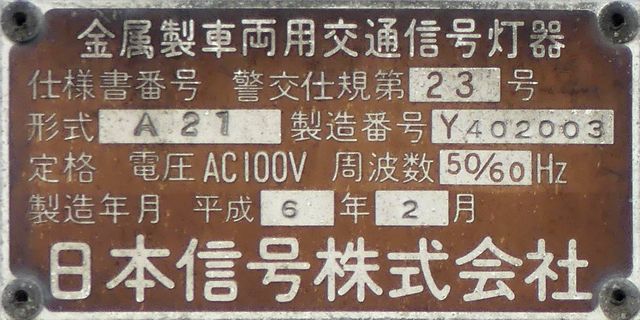 金属製車両用交通信号灯器
仕様書番号 警交仕規第 23 号
形式 A21 製造番号 Y402003
定格 電圧 AC100V 周波数 50/60 Hz
製造年月 平成 6 年 2 月
日本信号株式会社